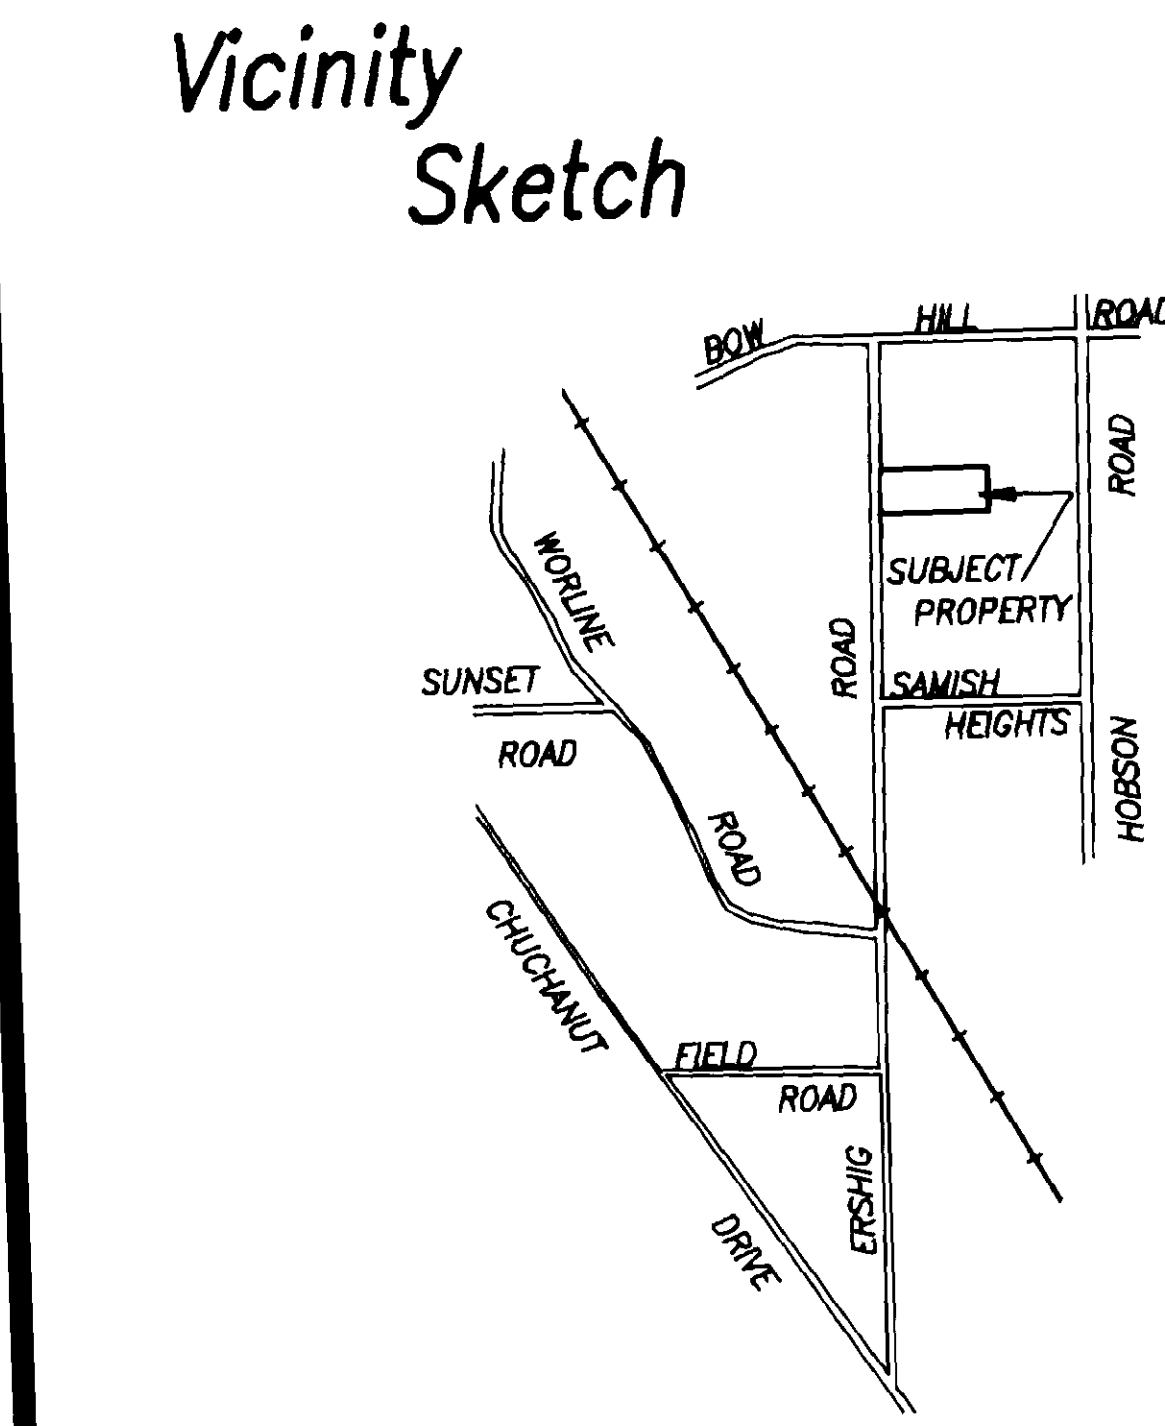 Vicinity
Sketch
BOW HILL ROAD
ROAD
SUBJECT
PROPERTY
WORLINE
ROAD
SUNSET
ROAD
SAMISH
HEIGHTS
HOBSON
ROAD
CHUCHANUT
FIELD
ROAD
ERSHIG
DRIVE